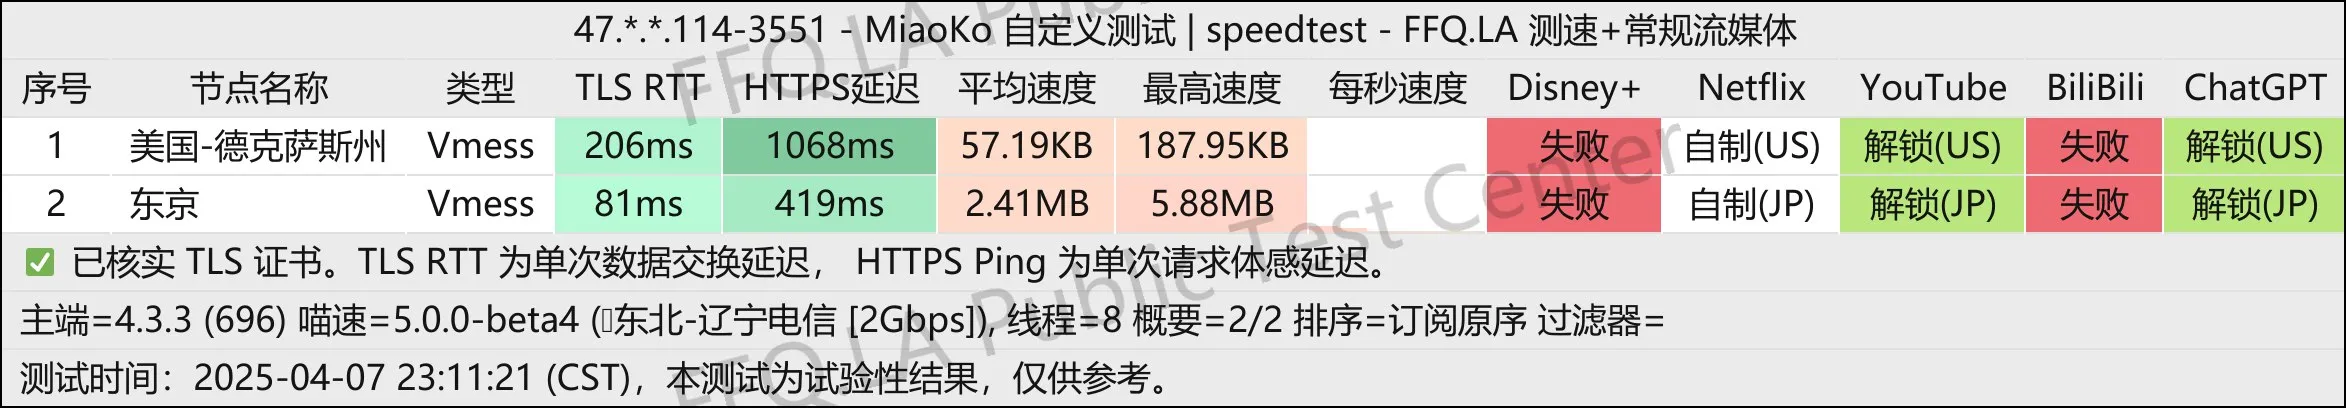 47.*.*.114-3551 - MiaoKo 自定义测试 | speedtest - FFQ.LA 测速+常规流媒体
序号 节点名称 类型 TLS RTT HTTPS延迟 平均速度 最高速度 每秒速度 Disney+ Netflix YouTube BiliBili ChatGPT
1 美国-德克萨斯州 Vmess 206ms 1068ms 57.19KB 187.95KB 失败 自制(US) 解锁(US) 失败 解锁(US)
2 东京 Vmess 81ms 419ms 2.41MB 5.88MB 失败 自制(JP) 解锁(JP) 失败 解锁(JP)
✅ 已核实 TLS 证书。TLS RTT 为单次数据交换延迟， HTTPS Ping 为单次请求体感延迟。
主端=4.3.3 (696) 喵速=5.0.0-beta4 (▯东北-辽宁电信 [2Gbps]), 线程=8 概要=2/2 排序=订阅原序 过滤器=
测试时间：2025-04-07 23:11:21 (CST)，本测试为试验性结果，仅供参考。
FFQ.LA Public Test Center
FFQ.LA Public Test Center